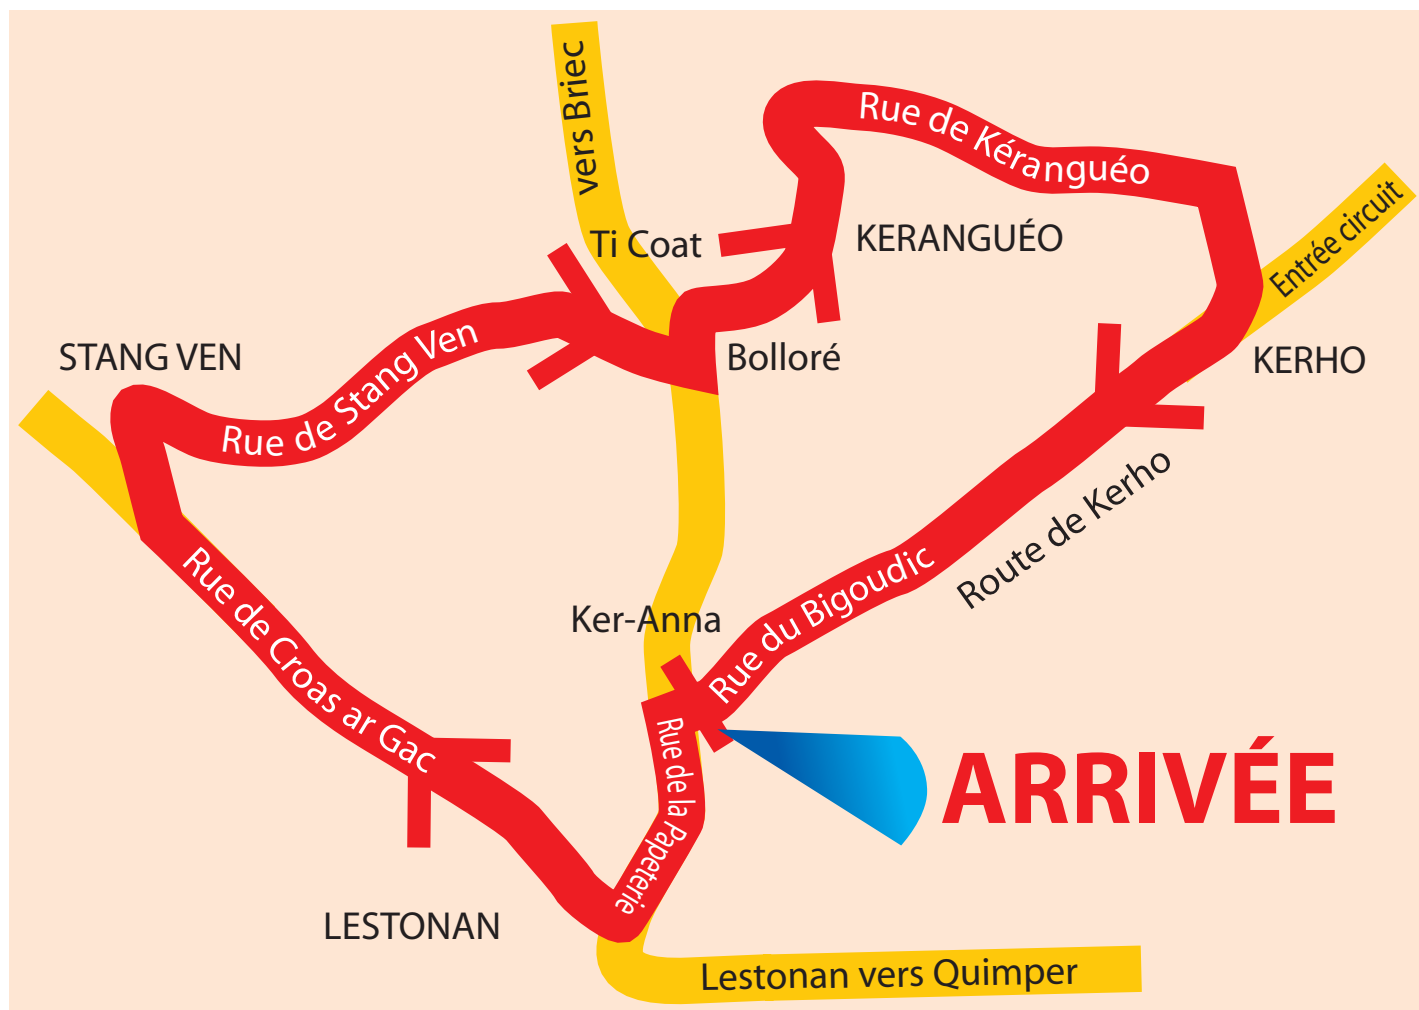 vers Briec
Rue de Kéranguéo
Entrée circuit
Ti Coat
KERANGUÉO
STANG VEN
Rue de Stang Ven
Bolloré
KERHO
Route de Kerho
Rue du Bigoudic
Ker-Anna
Rue de Croas ar Gac
Rue de la Papeterie
ARRIVÉE
LESTONAN
Lestonan vers Quimper